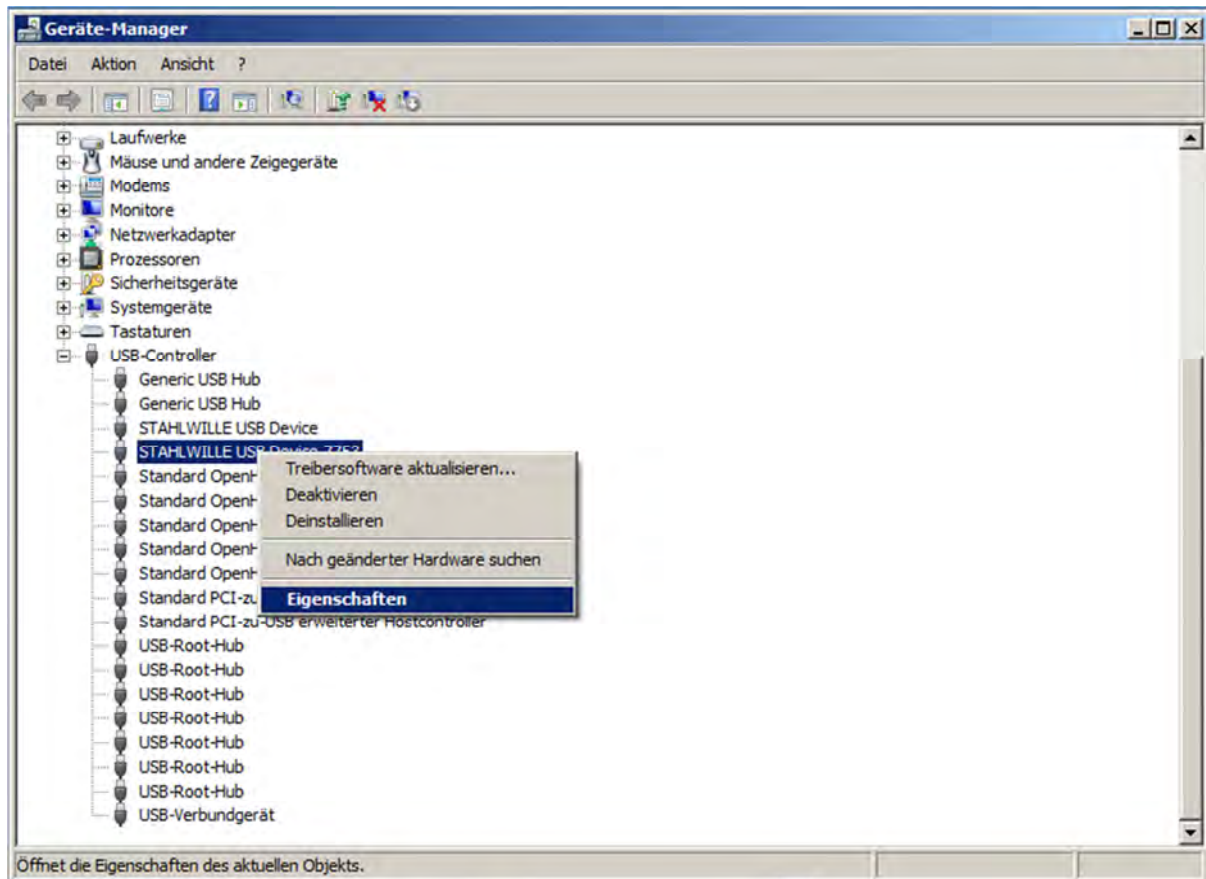 Geräte-Manager
Datei Aktion Ansicht ?
Laufwerke
Mäuse und andere Zeigegeräte
Modems
Monitore
Netzwerkadapter
Prozessoren
Sicherheitsgeräte
Systemgeräte
Tastaturen
USB-Controller
Generic USB Hub
Generic USB Hub
STAHLWILLE USB Device
STAHLWILLE USB Device 7753
Treibersoftware aktualisieren...
Deaktivieren
Deinstallieren
Nach geänderter Hardware suchen
Eigenschaften
Standard OpenH
Standard OpenH
Standard OpenH
Standard OpenH
Standard OpenH
Standard PCI-zu
Standard PCI-zu-USB erweiterter Hostcontroller
USB-Root-Hub
USB-Root-Hub
USB-Root-Hub
USB-Root-Hub
USB-Root-Hub
USB-Root-Hub
USB-Root-Hub
USB-Verbundgerät
Öffnet die Eigenschaften des aktuellen Objekts.